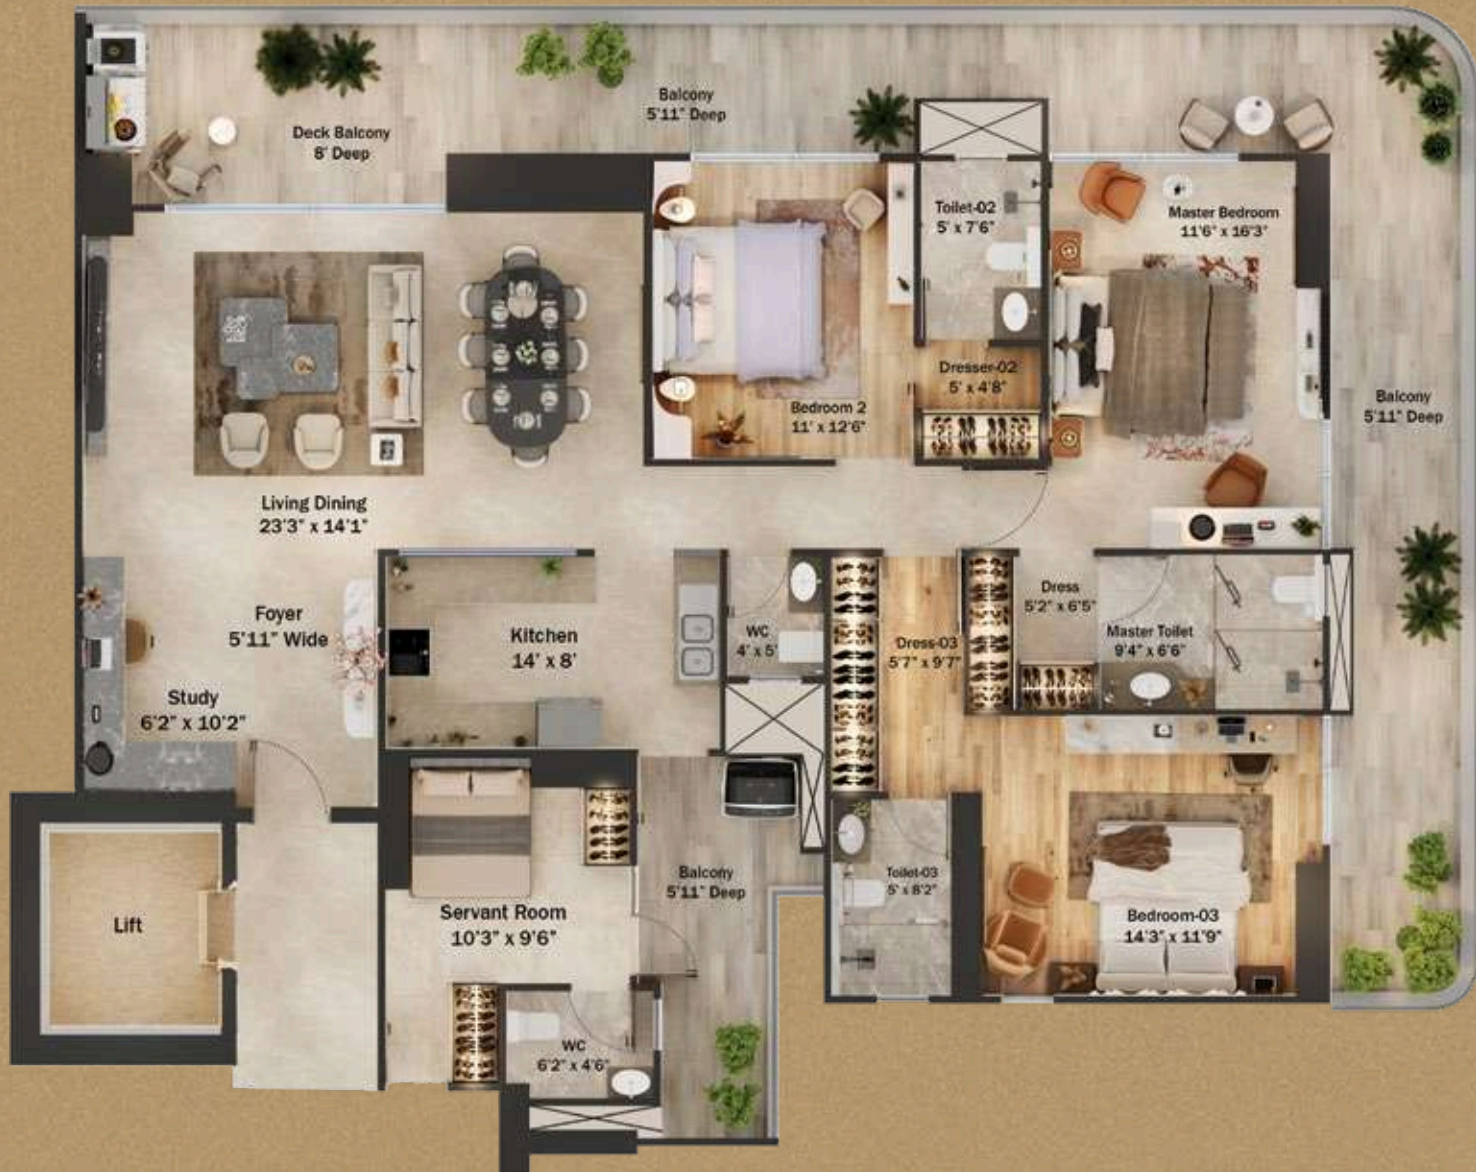 Balcony
5'11" Deep
Deck Balcony
8' Deep
Toilet-02
5' x 7'6"
Master Bedroom
11'6" x 16'3"
Dresser-02
5' x 4'8"
Bedroom 2
11' x 12'6"
Balcony
5'11" Deep
Living Dining
23'3" x 14'1"
Foyer
5'11" Wide
Kitchen
14' x 8'
WC
4' x 5'
Dress-03
5'7" x 9'7"
Dress
5'2" x 6'5"
Master Toilet
9'4" x 6'6"
Study
6'2" x 10'2"
Balcony
5'11" Deep
Toilet-03
5' x 8'2"
Lift
Servant Room
10'3" x 9'6"
Bedroom-03
14'3" x 11'9"
WC
6'2" x 4'6"